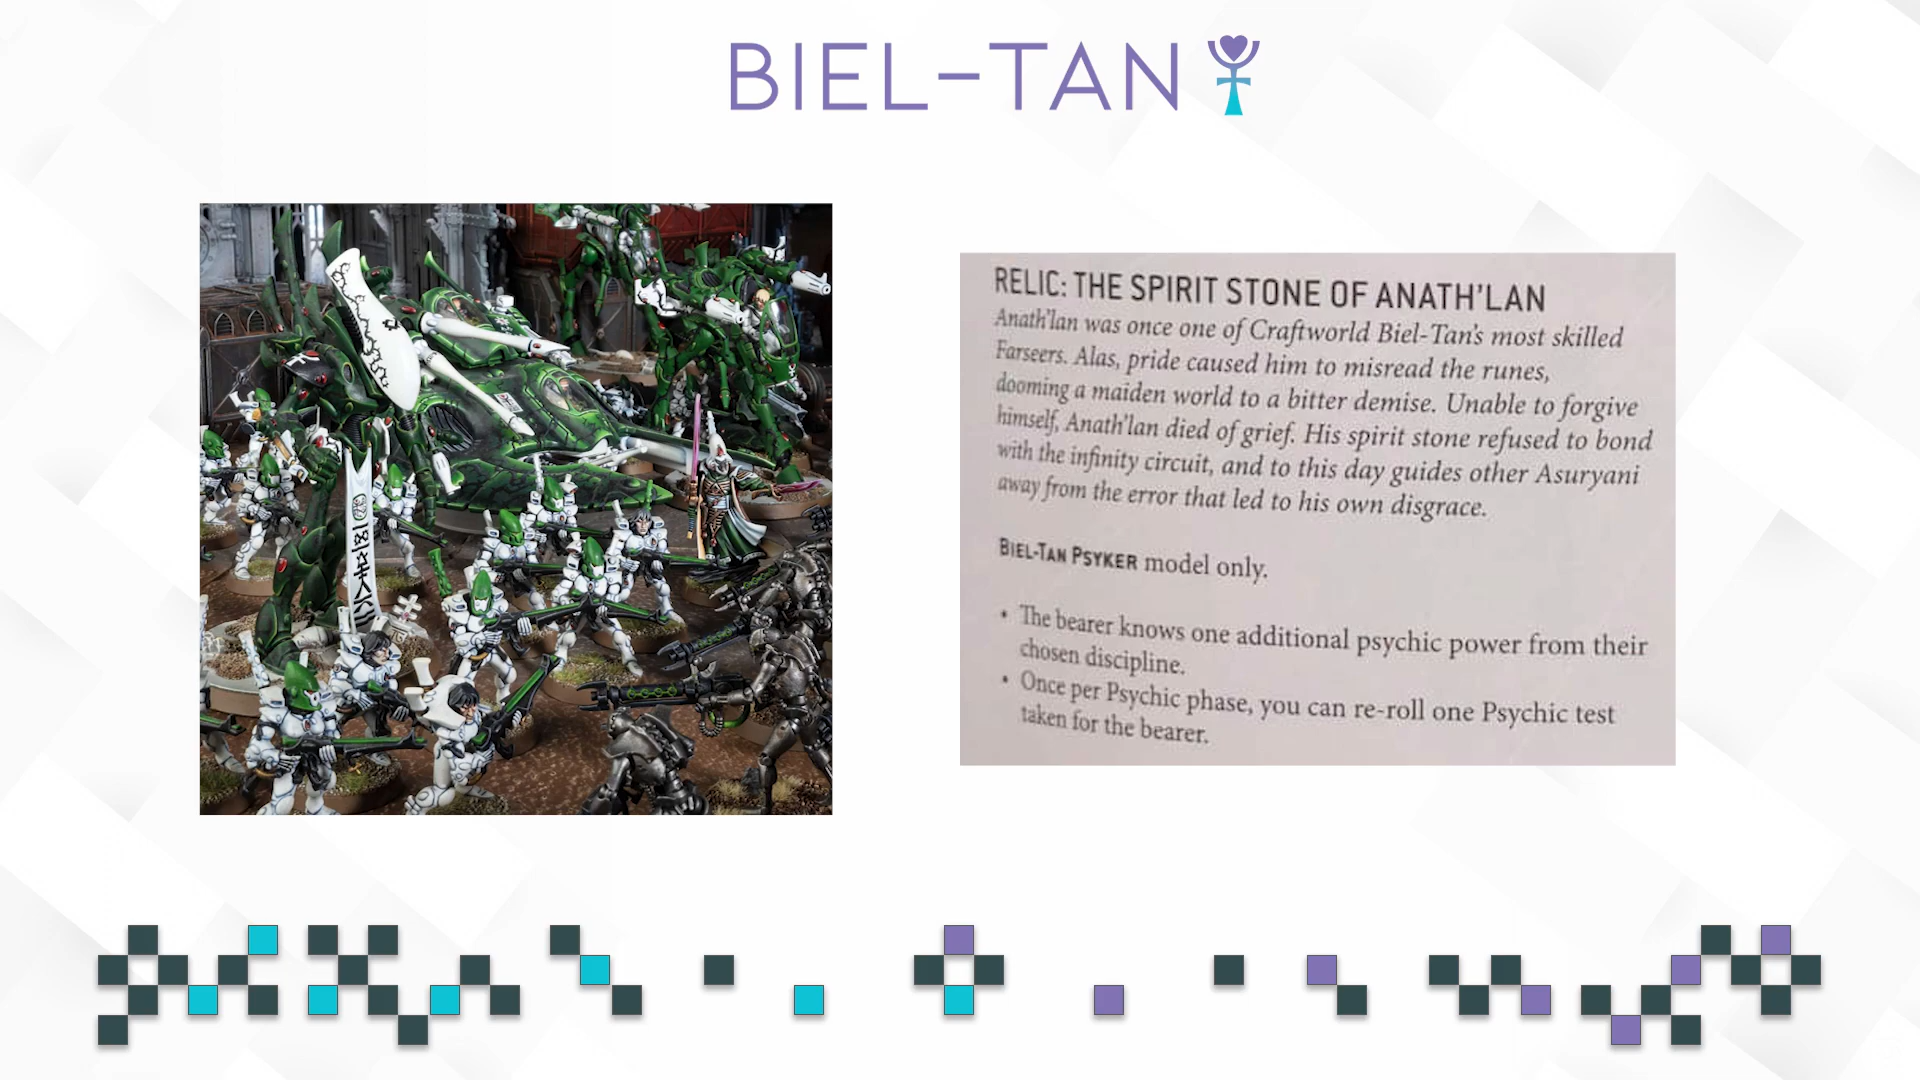 BIEL-TAN
RELIC: THE SPIRIT STONE OF ANATH'LAN
Anath'lan was once one of Craftworld Biel-Tan's most skilled
Farseers. Alas, pride caused him to misread the runes,
dooming a maiden world to a bitter demise. Unable to forgive
himself, Anath'lan died of grief. His spirit stone refused to bond
with the infinity circuit, and to this day guides other Asuryani
away from the error that led to his own disgrace.
BIEL-TAN PSYKER model only.
• The bearer knows one additional psychic power from their
chosen discipline.
• Once per Psychic phase, you can re-roll one Psychic test
taken for the bearer.